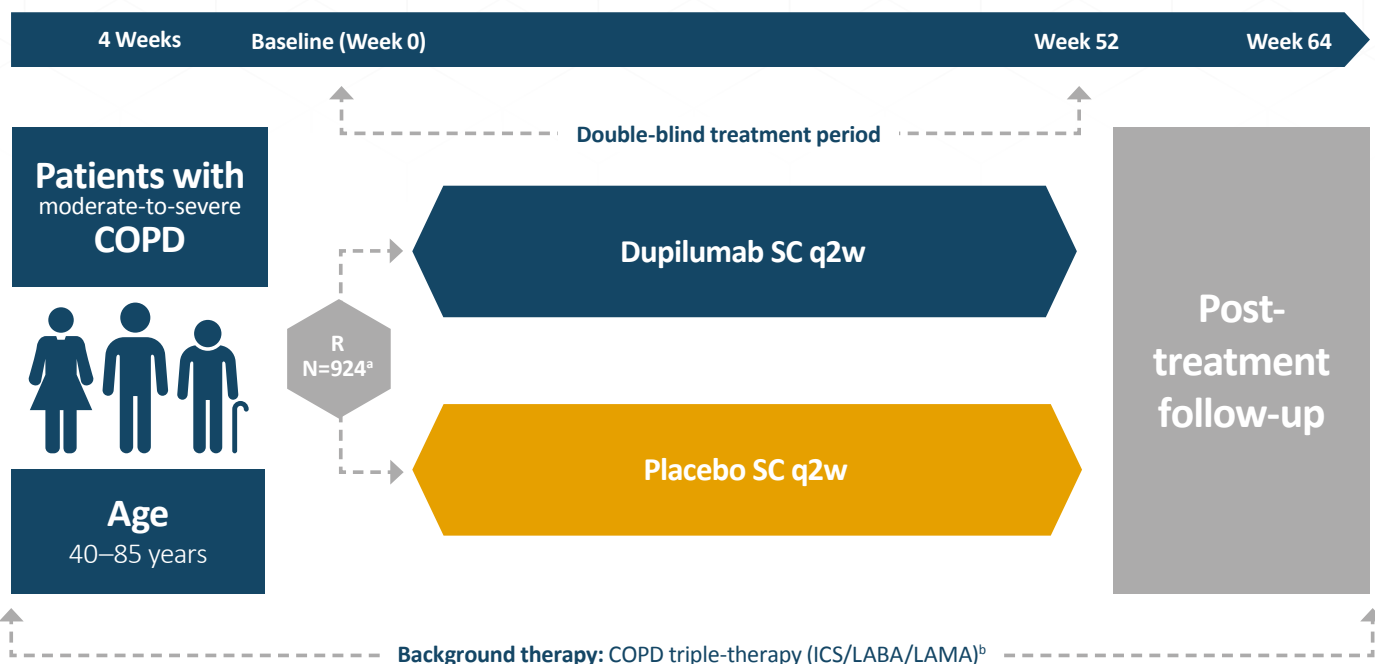 4 Weeks
Baseline (Week 0)
Week 52
Week 64
Double-blind treatment period
Patients with
moderate-to-severe
COPD
Dupilumab SC q2w
R
N=924ᵃ
Post-
treatment
follow-up
Placebo SC q2w
Age
40–85 years
Background therapy: COPD triple-therapy (ICS/LABA/LAMA)ᵇ